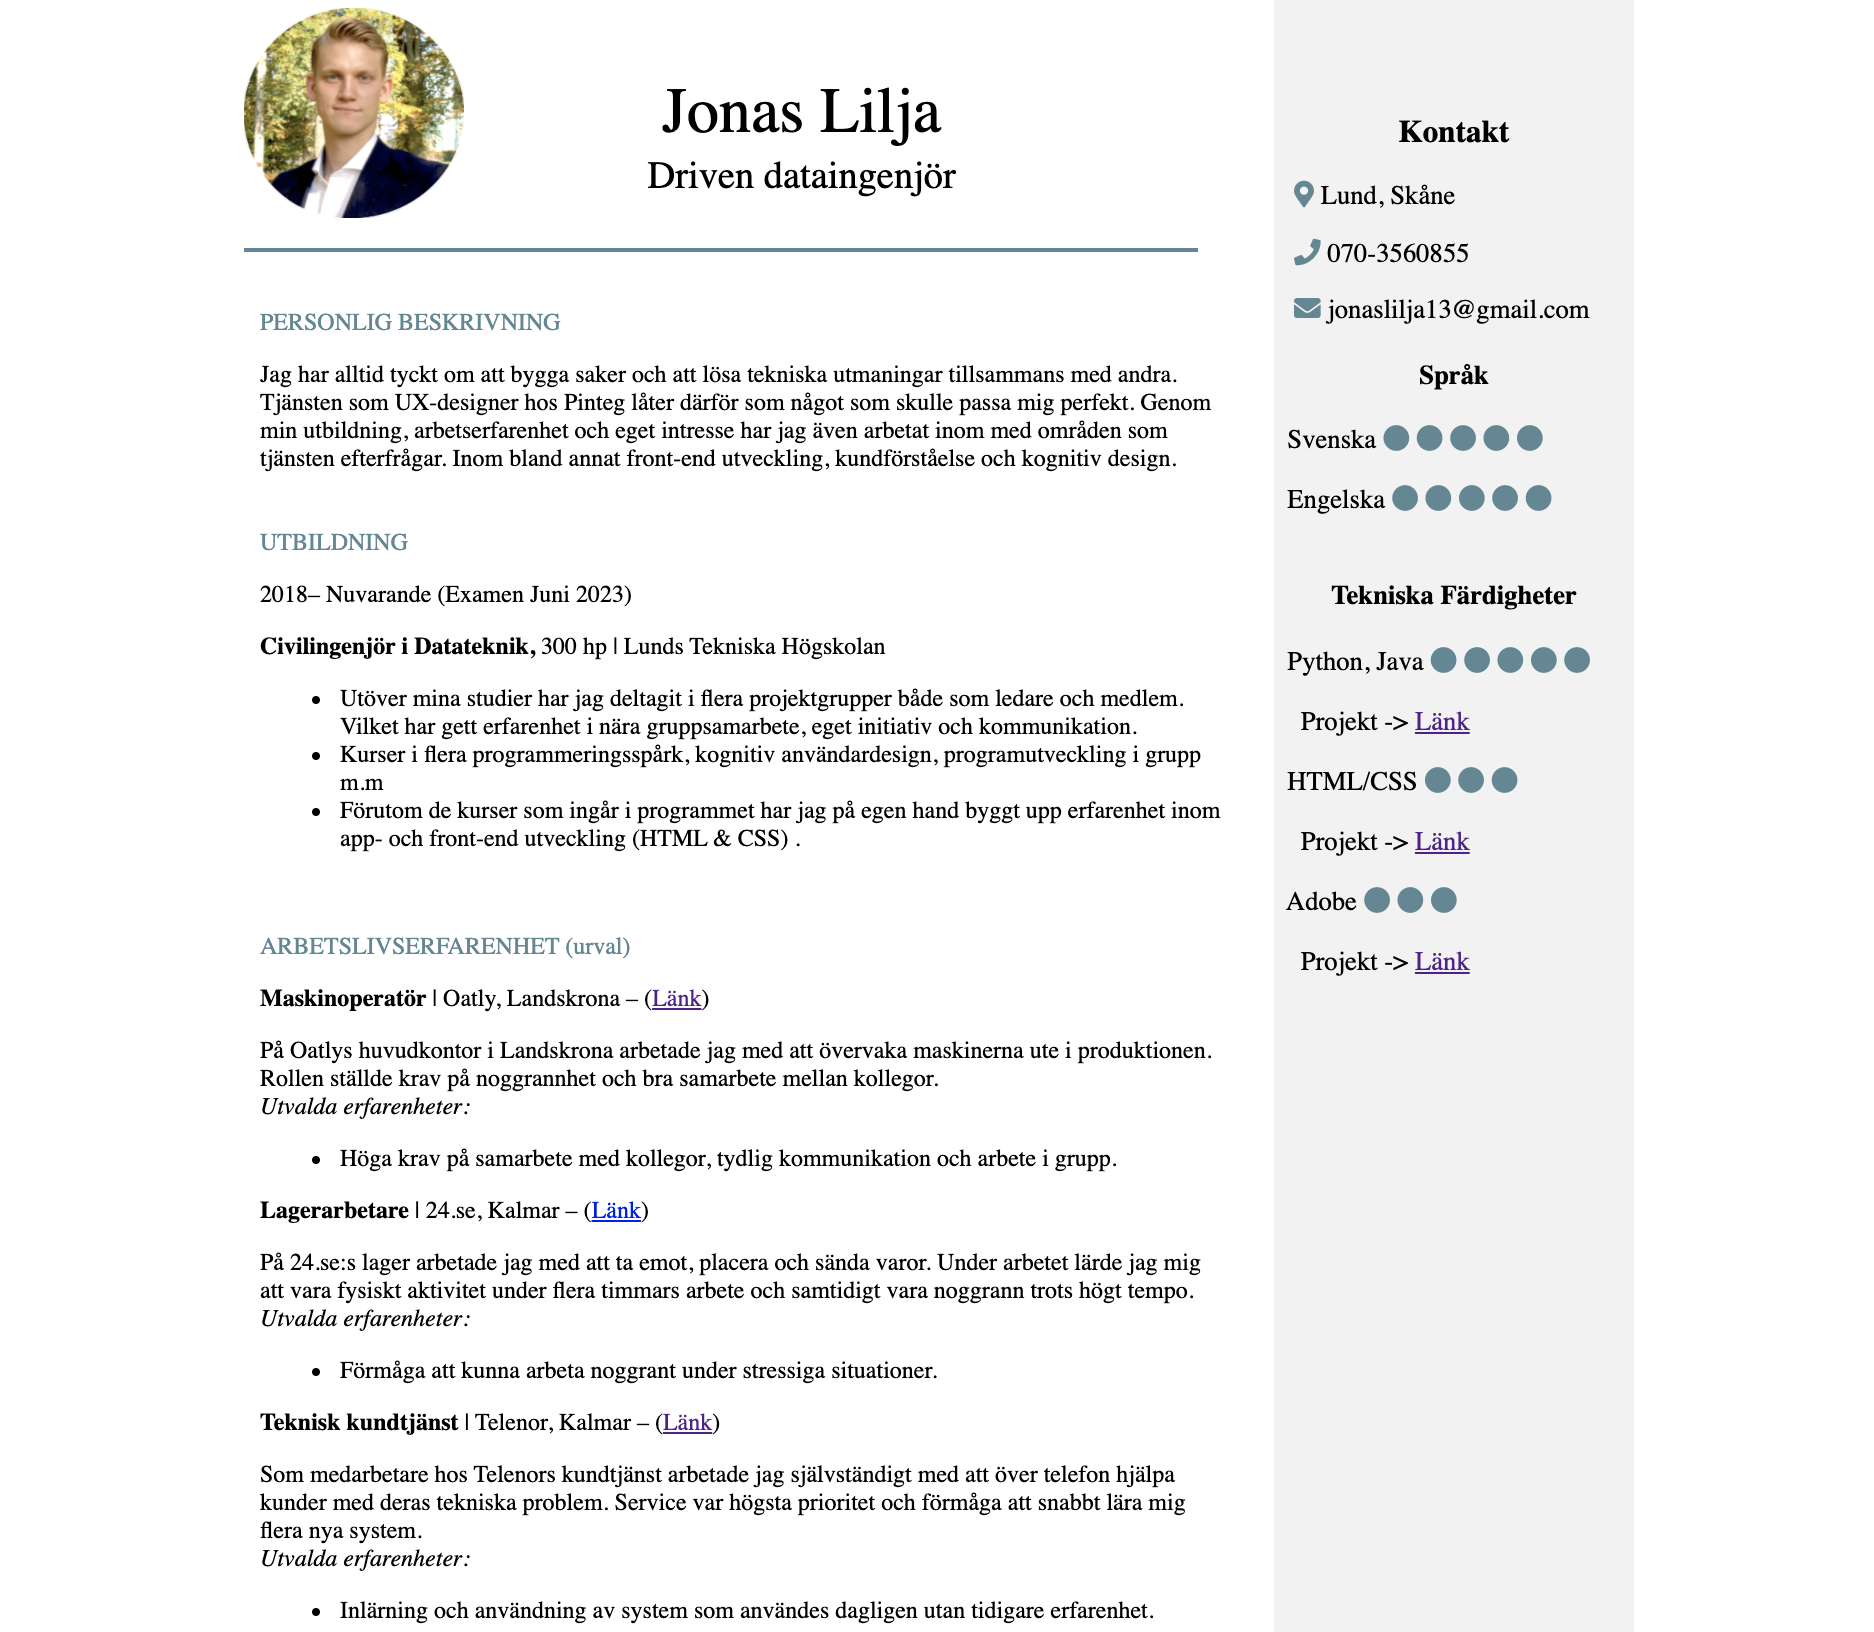 Jonas Lilja
Driven dataingenjör
PERSONLIG BESKRIVNING
Jag har alltid tyckt om att bygga saker och att lösa tekniska utmaningar tillsammans med andra.
Tjänsten som UX-designer hos Pinteg låter därför som något som skulle passa mig perfekt. Genom
min utbildning, arbetserfarenhet och eget intresse har jag även arbetat inom med områden som
tjänsten efterfrågar. Inom bland annat front-end utveckling, kundförståelse och kognitiv design.
UTBILDNING
2018– Nuvarande (Examen Juni 2023)
Civilingenjör i Datateknik, 300 hp | Lunds Tekniska Högskolan
• Utöver mina studier har jag deltagit i flera projektgrupper både som ledare och medlem.
Vilket har gett erfarenhet i nära gruppsamarbete, eget initiativ och kommunikation.
• Kurser i flera programmeringsspårk, kognitiv användardesign, programutveckling i grupp
m.m
• Förutom de kurser som ingår i programmet har jag på egen hand byggt upp erfarenhet inom
app- och front-end utveckling (HTML & CSS) .
ARBETSLIVSERFARENHET (urval)
Maskinoperatör | Oatly, Landskrona – (Länk)
På Oatlys huvudkontor i Landskrona arbetade jag med att övervaka maskinerna ute i produktionen.
Rollen ställde krav på noggrannhet och bra samarbete mellan kollegor.
Utvalda erfarenheter:
• Höga krav på samarbete med kollegor, tydlig kommunikation och arbete i grupp.
Lagerarbetare | 24.se, Kalmar – (Länk)
På 24.se:s lager arbetade jag med att ta emot, placera och sända varor. Under arbetet lärde jag mig
att vara fysiskt aktivitet under flera timmars arbete och samtidigt vara noggrann trots högt tempo.
Utvalda erfarenheter:
• Förmåga att kunna arbeta noggrant under stressiga situationer.
Teknisk kundtjänst | Telenor, Kalmar – (Länk)
Som medarbetare hos Telenors kundtjänst arbetade jag självständigt med att över telefon hjälpa
kunder med deras tekniska problem. Service var högsta prioritet och förmåga att snabbt lära mig
flera nya system.
Utvalda erfarenheter:
• Inlärning och användning av system som användes dagligen utan tidigare erfarenhet.
Kontakt
Lund, Skåne
070-3560855
jonaslilja13@gmail.com
Språk
Svenska
Engelska
Tekniska Färdigheter
Python, Java
Projekt -> Länk
HTML/CSS
Projekt -> Länk
Adobe
Projekt -> Länk